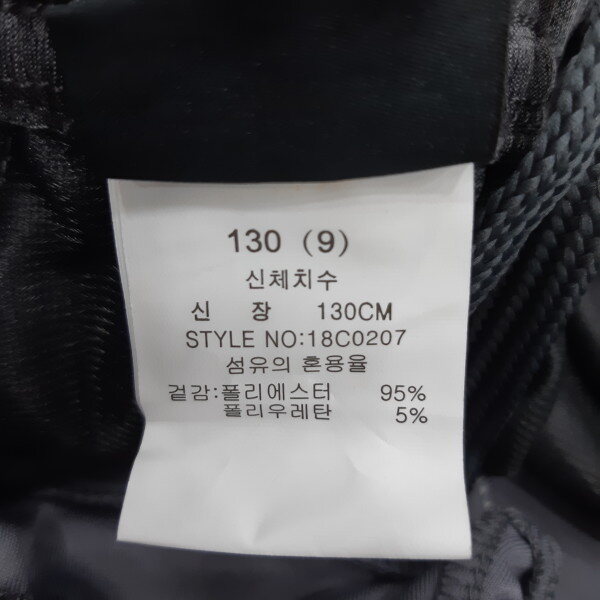 130 (9)
신체치수
신 장 130CM
STYLE NO:18C0207
섬유의 혼용율
겉감:폴리에스터 95%
폴리우레탄 5%